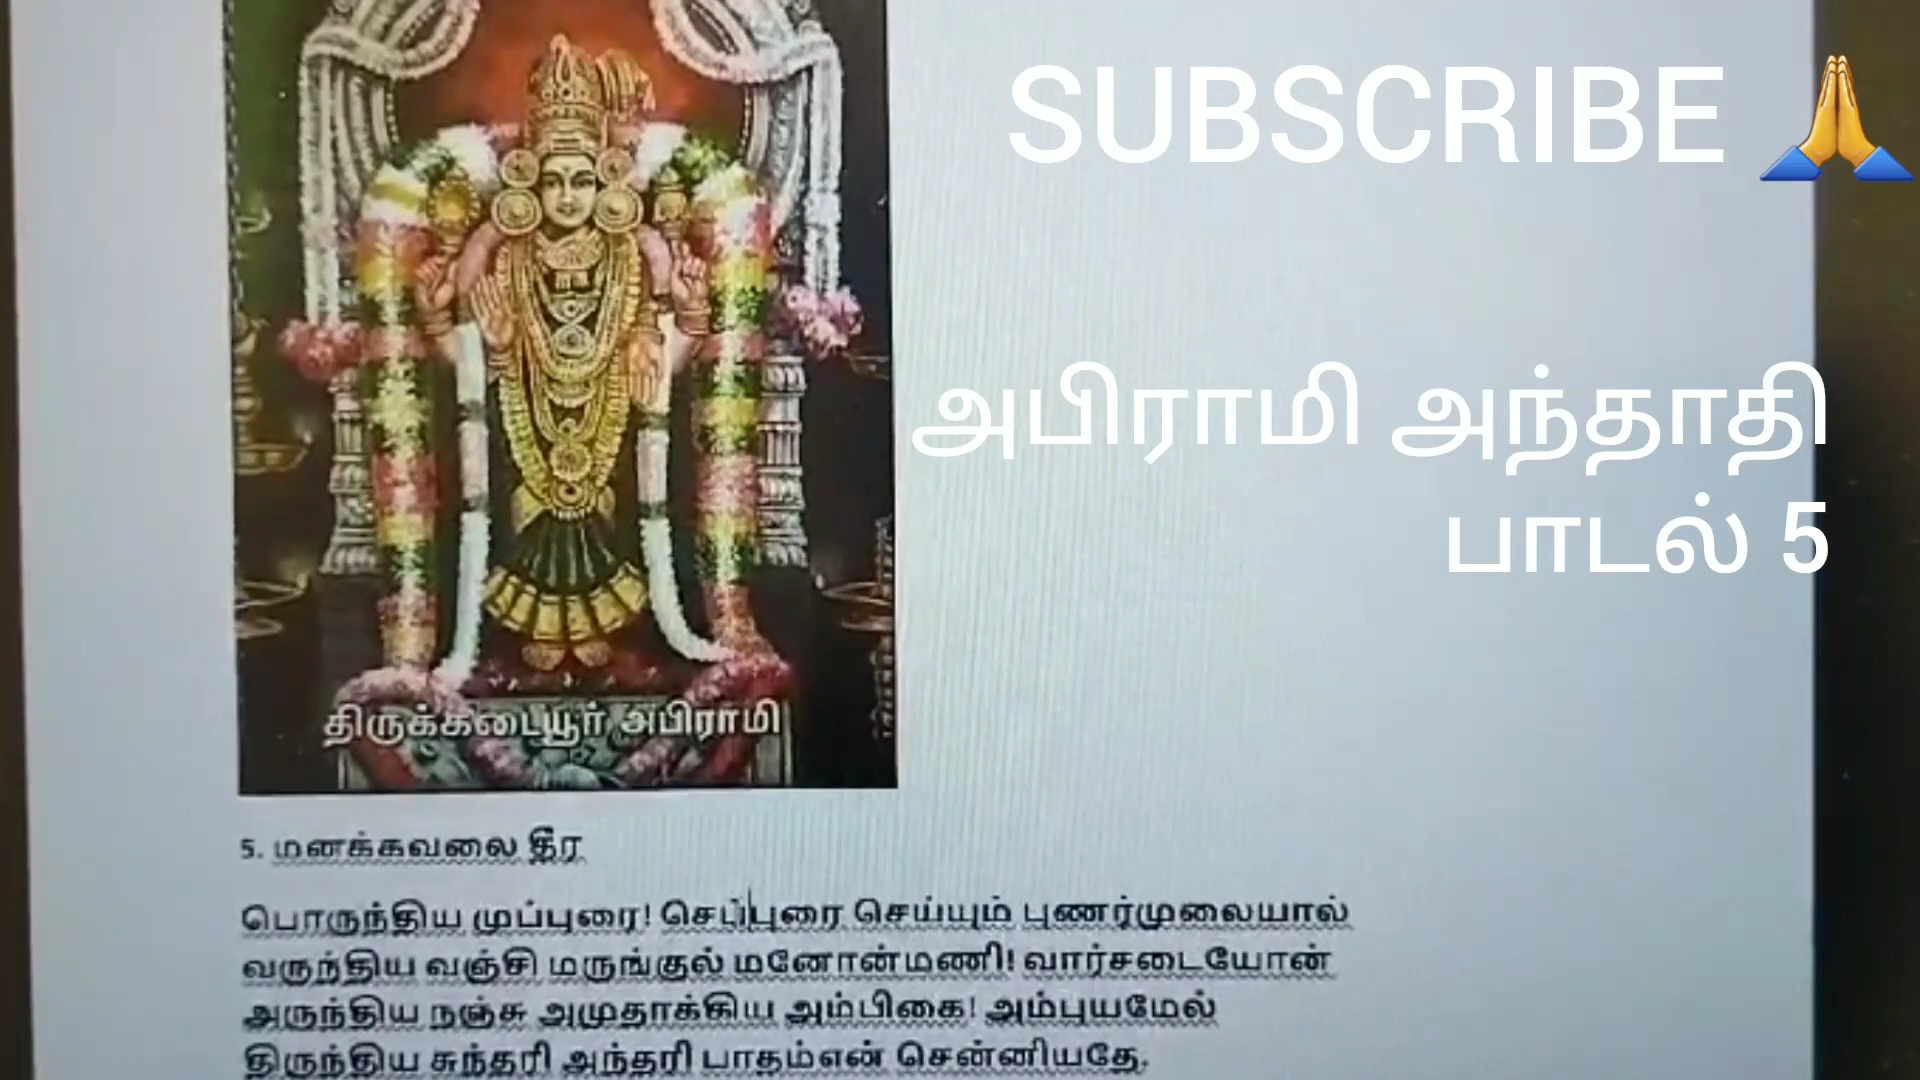 SUBSCRIBE 🙏
அபிராமி அந்தாதி
பாடல் 5
திருக்கடையூர் அபிராமி
5. மனக்கவலை தீர
பொருந்திய முப்புரை! செப்புரை செய்யும் புணர்முலையால்
வருந்திய வஞ்சி மருங்குல் மனோன்மணி! வார்சடையோன்
அருந்திய நஞ்சு அமுதாக்கிய அம்பிகை! அம்புயமேல்
திருந்திய சுந்தரி அந்தரி பாதம்என் சென்னியதே.